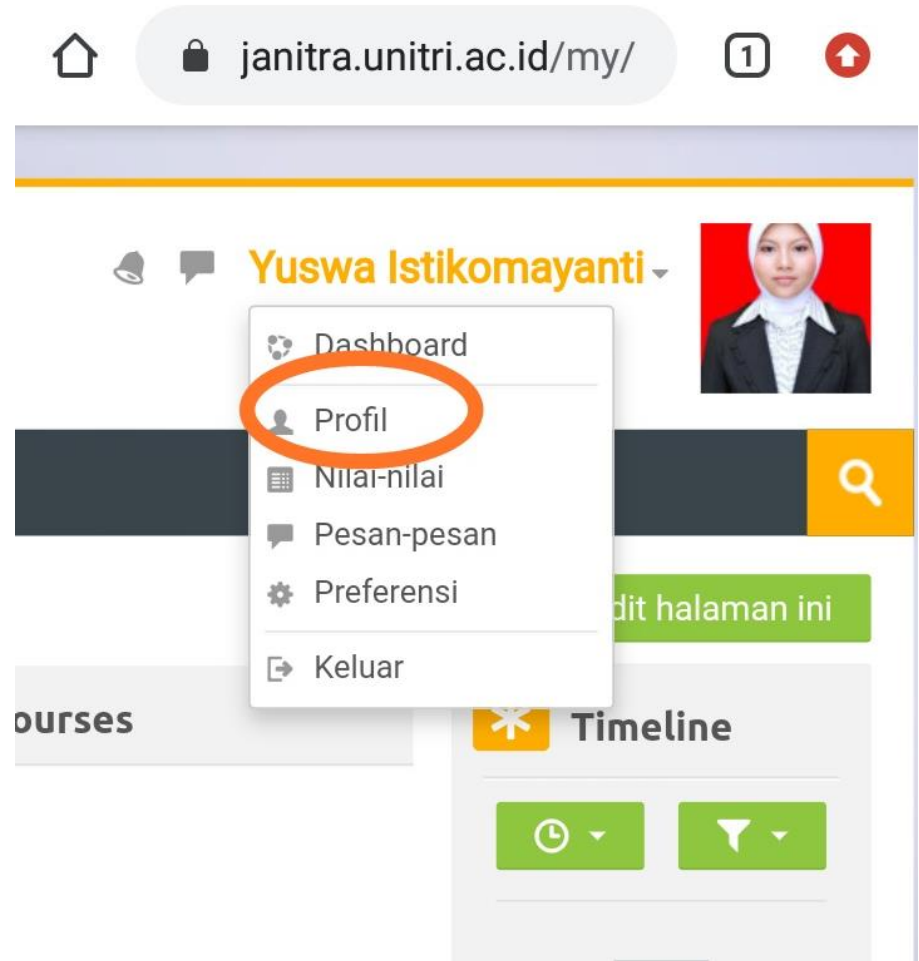 janitra.unitri.ac.id/my/
1
Yuswa Istikomayanti
Dashboard
Profil
Nilai-nilai
Pesan-pesan
Preferensi
dit halaman ini
Keluar
ourses
Timeline